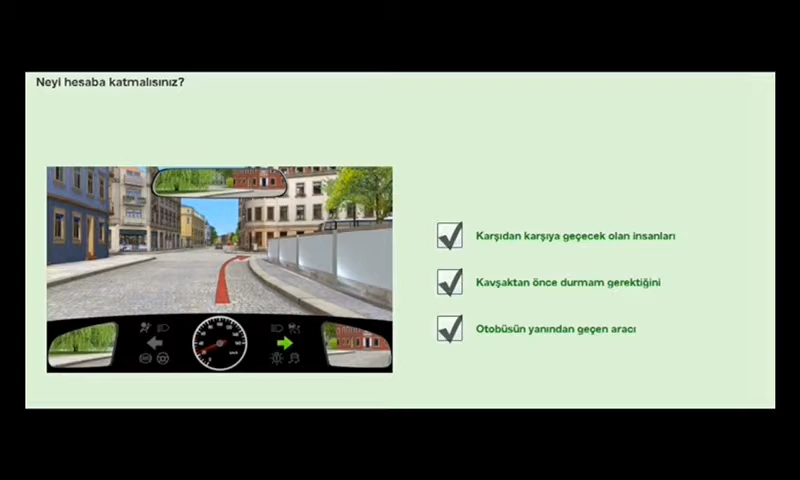 Neyi hesaba katmalısınız?
Karşıdan karşıya geçecek olan insanları
Kavşaktan önce durmam gerektiğini
Otobüsün yanından geçen aracı